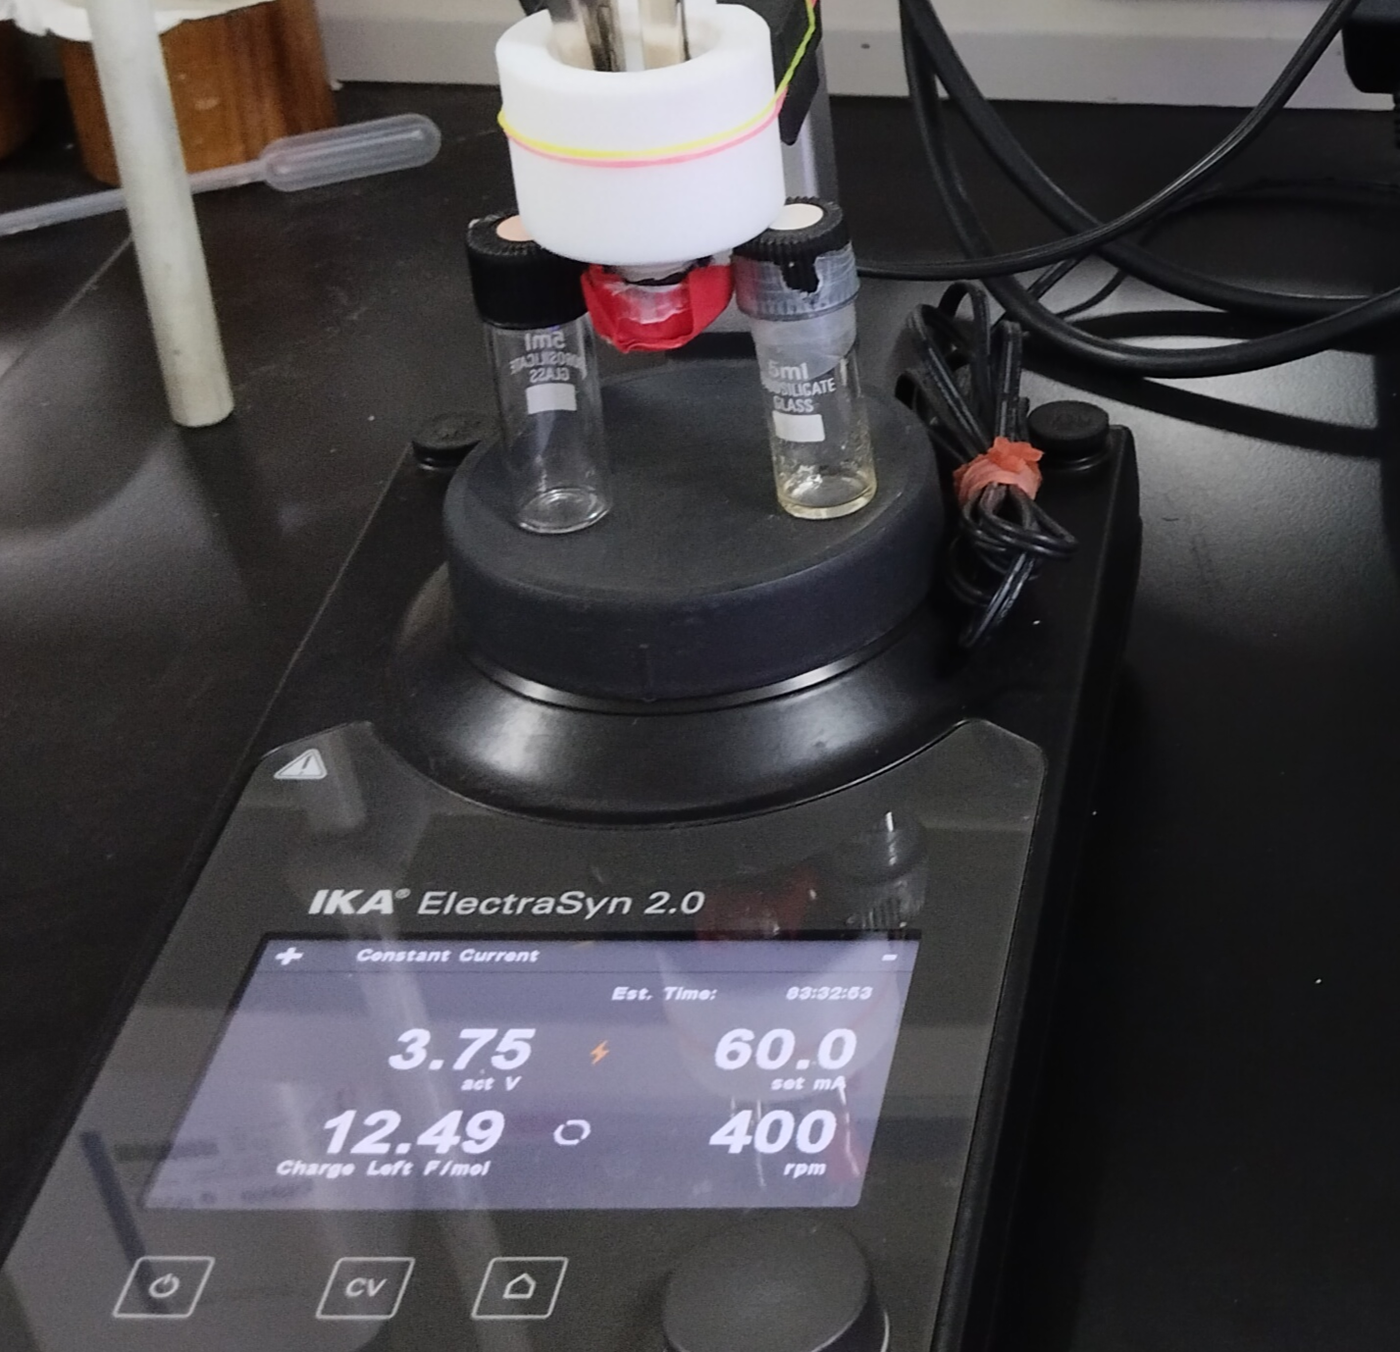 5ml
BOROSILICATE
GLASS
5ml
BOROSILICATE
GLASS
IKA® ElectraSyn 2.0
+ Constant Current -
Est. Time: 03:32:53
3.75 60.0
act V set mA
12.49 400
Charge Left F/mol rpm
CV